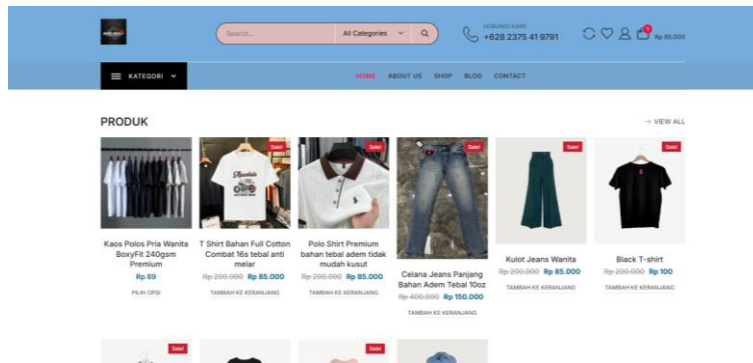 Search...
All Categories
HUBUNGI KAMI
+628 2375 41 9791
Rp 85.000
KATEGORI
HOME ABOUT US SHOP BLOG CONTACT
PRODUK
→ VIEW ALL
Sale!
Sale!
Sale!
Sale!
Sale!
Kaos Polos Pria Wanita
BoxyFit 240gsm
Premium
Rp 89
PILIH OPSI
T Shirt Bahan Full Cotton
Combat 16s tebal anti
melar
Rp 200.000 Rp 85.000
TAMBAH KE KERANJANG
Polo Shirt Premium
bahan tebal adem tidak
mudah kusut
Rp 200.000 Rp 85.000
TAMBAH KE KERANJANG
Celana Jeans Panjang
Bahan Adem Tebal 10oz
Rp 400.000 Rp 150.000
TAMBAH KE KERANJANG
Kulot Jeans Wanita
Rp 200.000 Rp 85.000
TAMBAH KE KERANJANG
Black T-shirt
Rp 200.000 Rp 100
TAMBAH KE KERANJANG
Sale!
Sale!